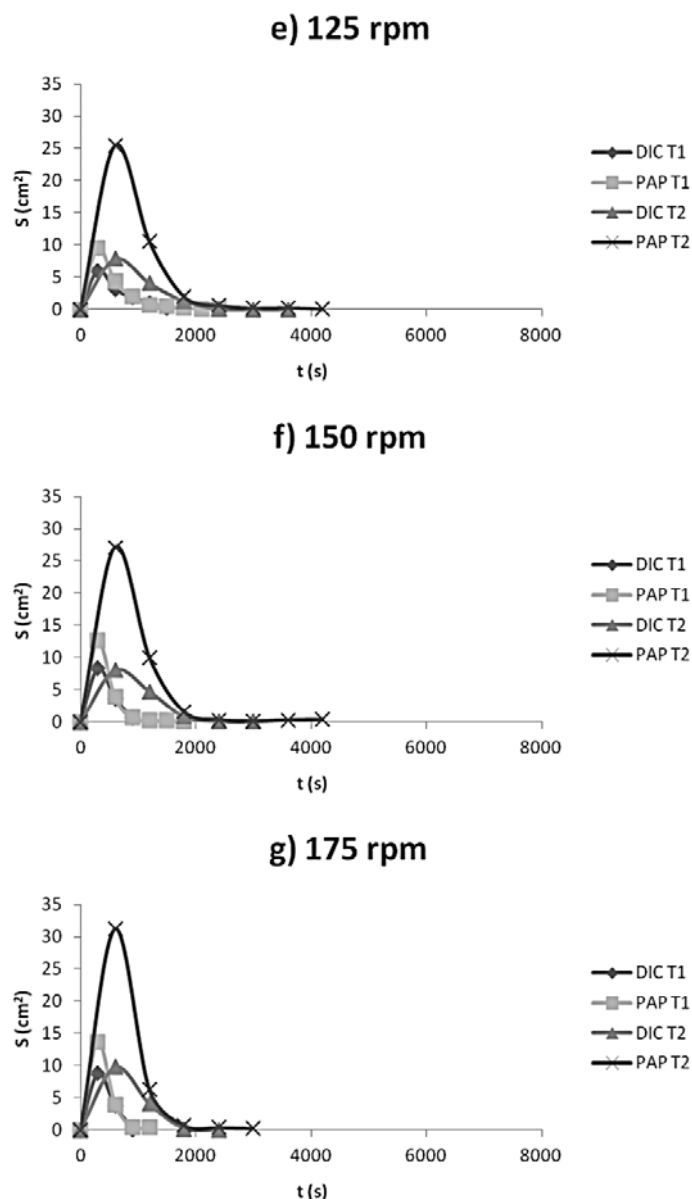 e) 125 rpm
35
30
25
20
15
10
5
0
S (cm²)
0 2000 4000 6000 8000
t (s)
DIC T1
PAP T1
DIC T2
PAP T2
f) 150 rpm
35
30
25
20
15
10
5
0
S (cm²)
0 2000 4000 6000 8000
t (s)
DIC T1
PAP T1
DIC T2
PAP T2
g) 175 rpm
35
30
25
20
15
10
5
0
S (cm²)
0 2000 4000 6000 8000
t (s)
DIC T1
PAP T1
DIC T2
PAP T2